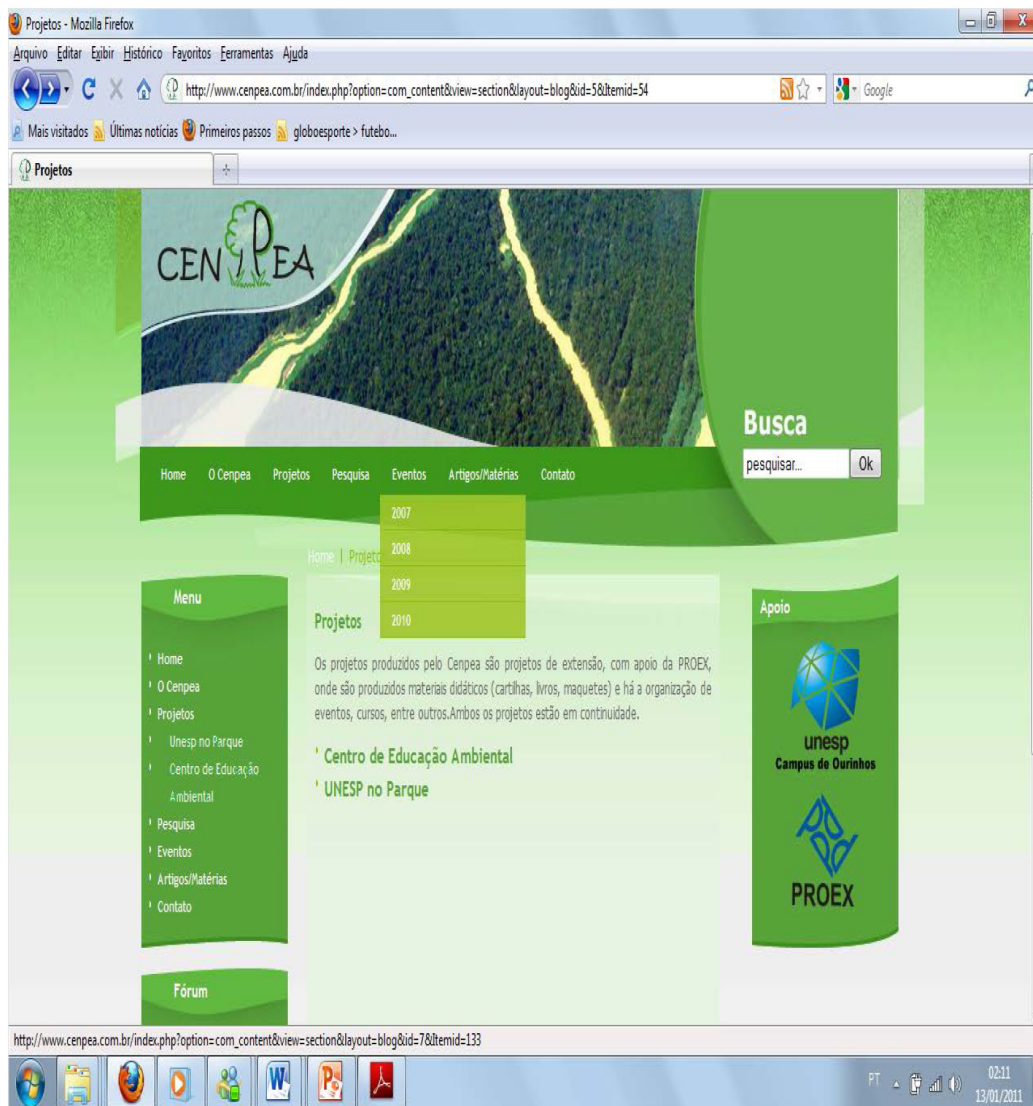 Projetos - Mozilla Firefox
Arquivo Editar Exibir Histórico Favoritos Ferramentas Ajuda
http://www.cenpea.com.br/index.php?option=com_content&view=section&layout=blog&id=5&Itemid=54
Google
Mais visitados Últimas notícias Primeiros passos globoesporte > futebo...
Projetos
CENPEA
Busca
pesquisar... Ok
Home O Cenpea Projetos Pesquisa Eventos Artigos/Matérias Contato
2007
2008
2009
2010
Home | Projeto
Menu
Home
O Cenpea
Projetos
Unesp no Parque
Centro de Educação
Ambiental
Pesquisa
Eventos
Artigos/Matérias
Contato
Fórum
Projetos
Os projetos produzidos pelo Cenpea são projetos de extensão, com apoio da PROEX,
onde são produzidos materiais didáticos (cartilhas, livros, maquetes) e há a organização de
eventos, cursos, entre outros.Ambos os projetos estão em continuidade.
Centro de Educação Ambiental
UNESP no Parque
Apoio
unesp
Campus de Ourinhos
PROEX
http://www.cenpea.com.br/index.php?option=com_content&view=section&layout=blog&id=7&Itemid=133
PT
02:11
13/01/2011